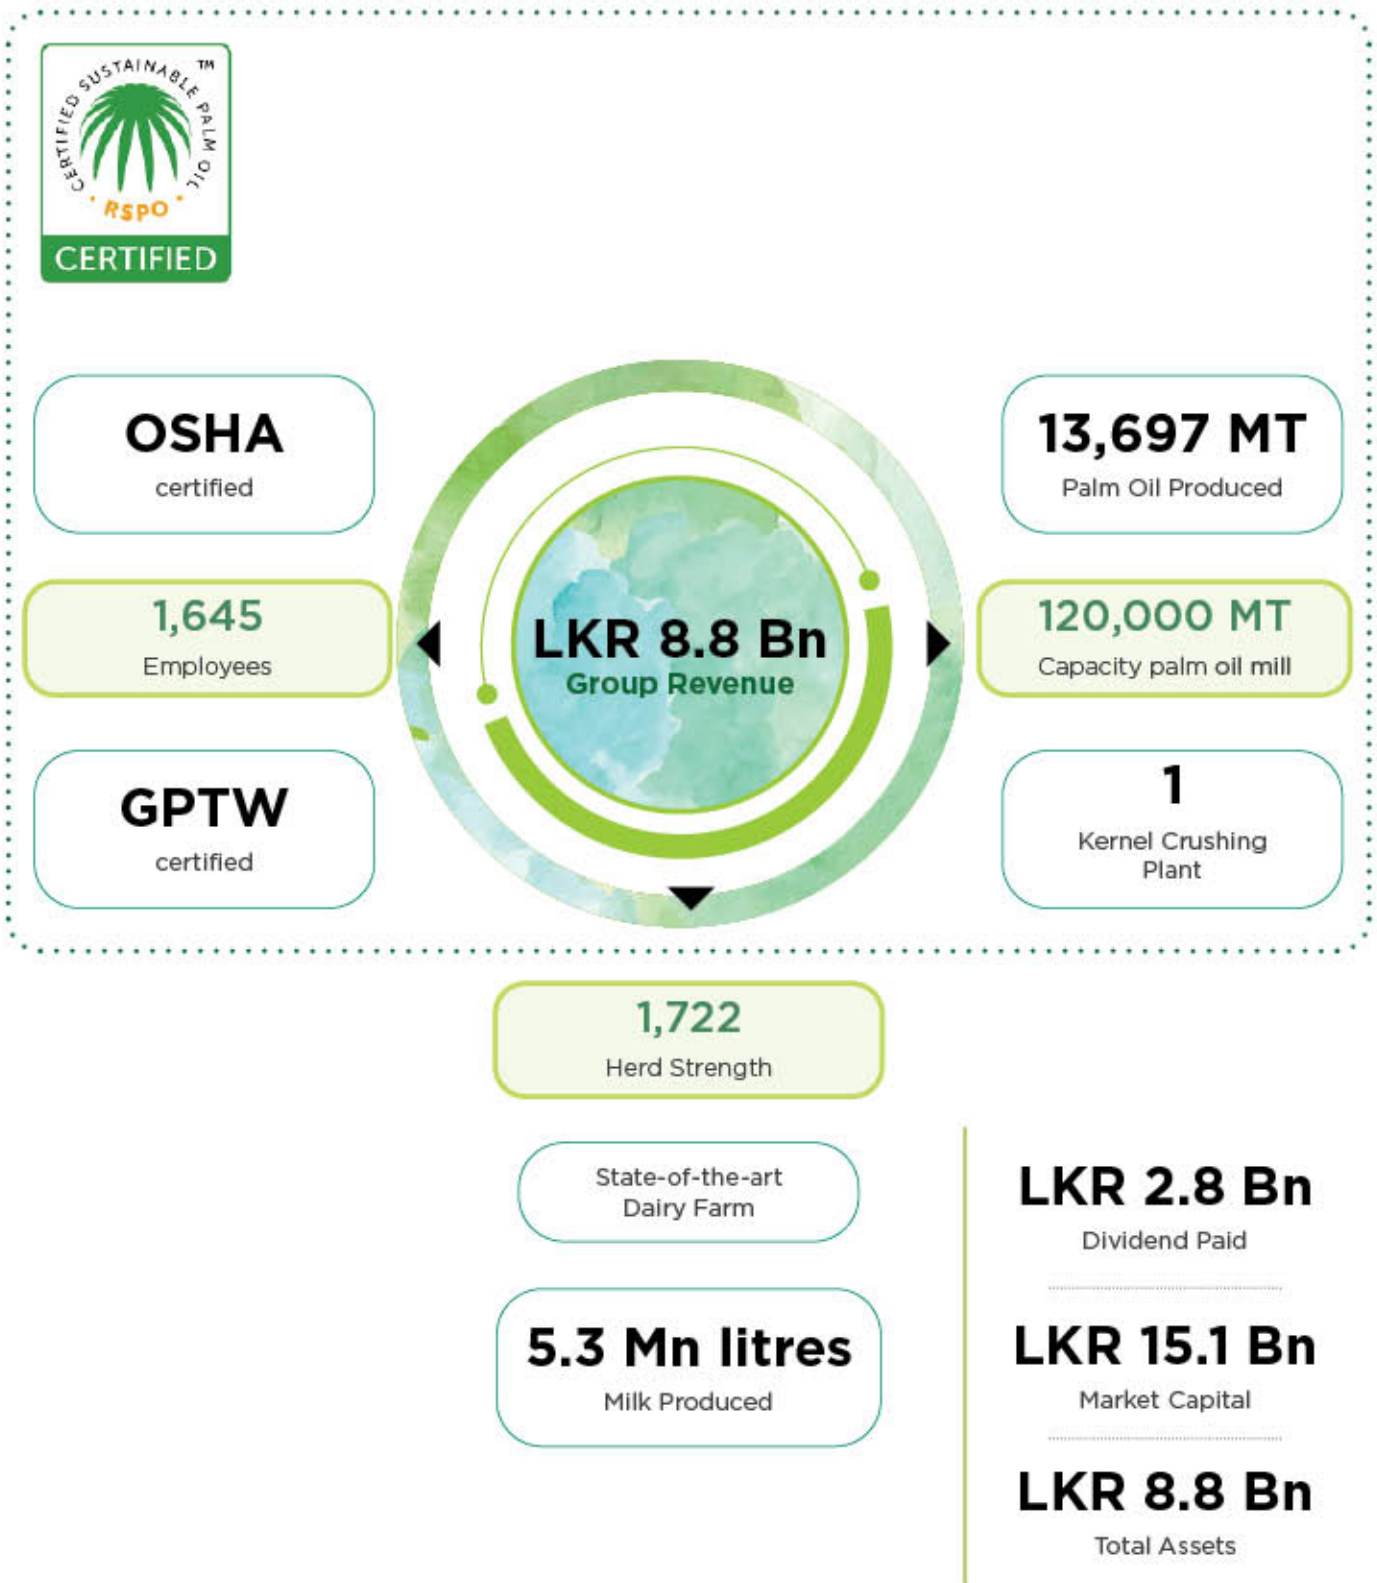 CERTIFIED SUSTAINABLE PALM OIL
TM
RSPO
CERTIFIED
OSHA
certified
1,645
Employees
GPTW
certified
LKR 8.8 Bn
Group Revenue
13,697 MT
Palm Oil Produced
120,000 MT
Capacity palm oil mill
1
Kernel Crushing
Plant
1,722
Herd Strength
State-of-the-art
Dairy Farm
5.3 Mn litres
Milk Produced
LKR 2.8 Bn
Dividend Paid
LKR 15.1 Bn
Market Capital
LKR 8.8 Bn
Total Assets